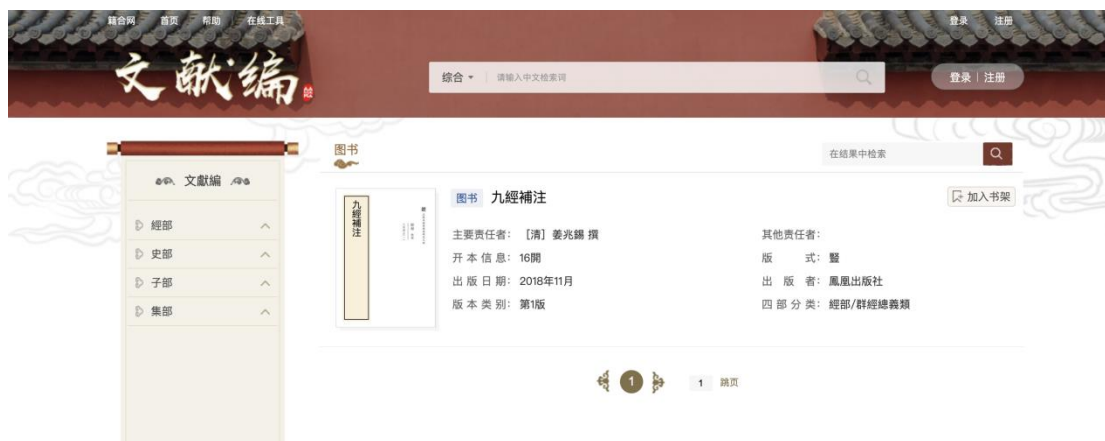 籍合网 首页 帮助 在线工具 登录 注册
文献编
综合 请输入中文检索词 登录 | 注册
文獻編
經部
史部
子部
集部
图书
在结果中检索
九經補注
图书 九經補注 加入书架
主要责任者: [清] 姜兆錫 撰 其他责任者:
开本信息: 16開 版式: 豎
出版日期: 2018年11月 出版者: 鳳凰出版社
版本类别: 第1版 四部分类: 經部/群經總義類
1 1 跳页